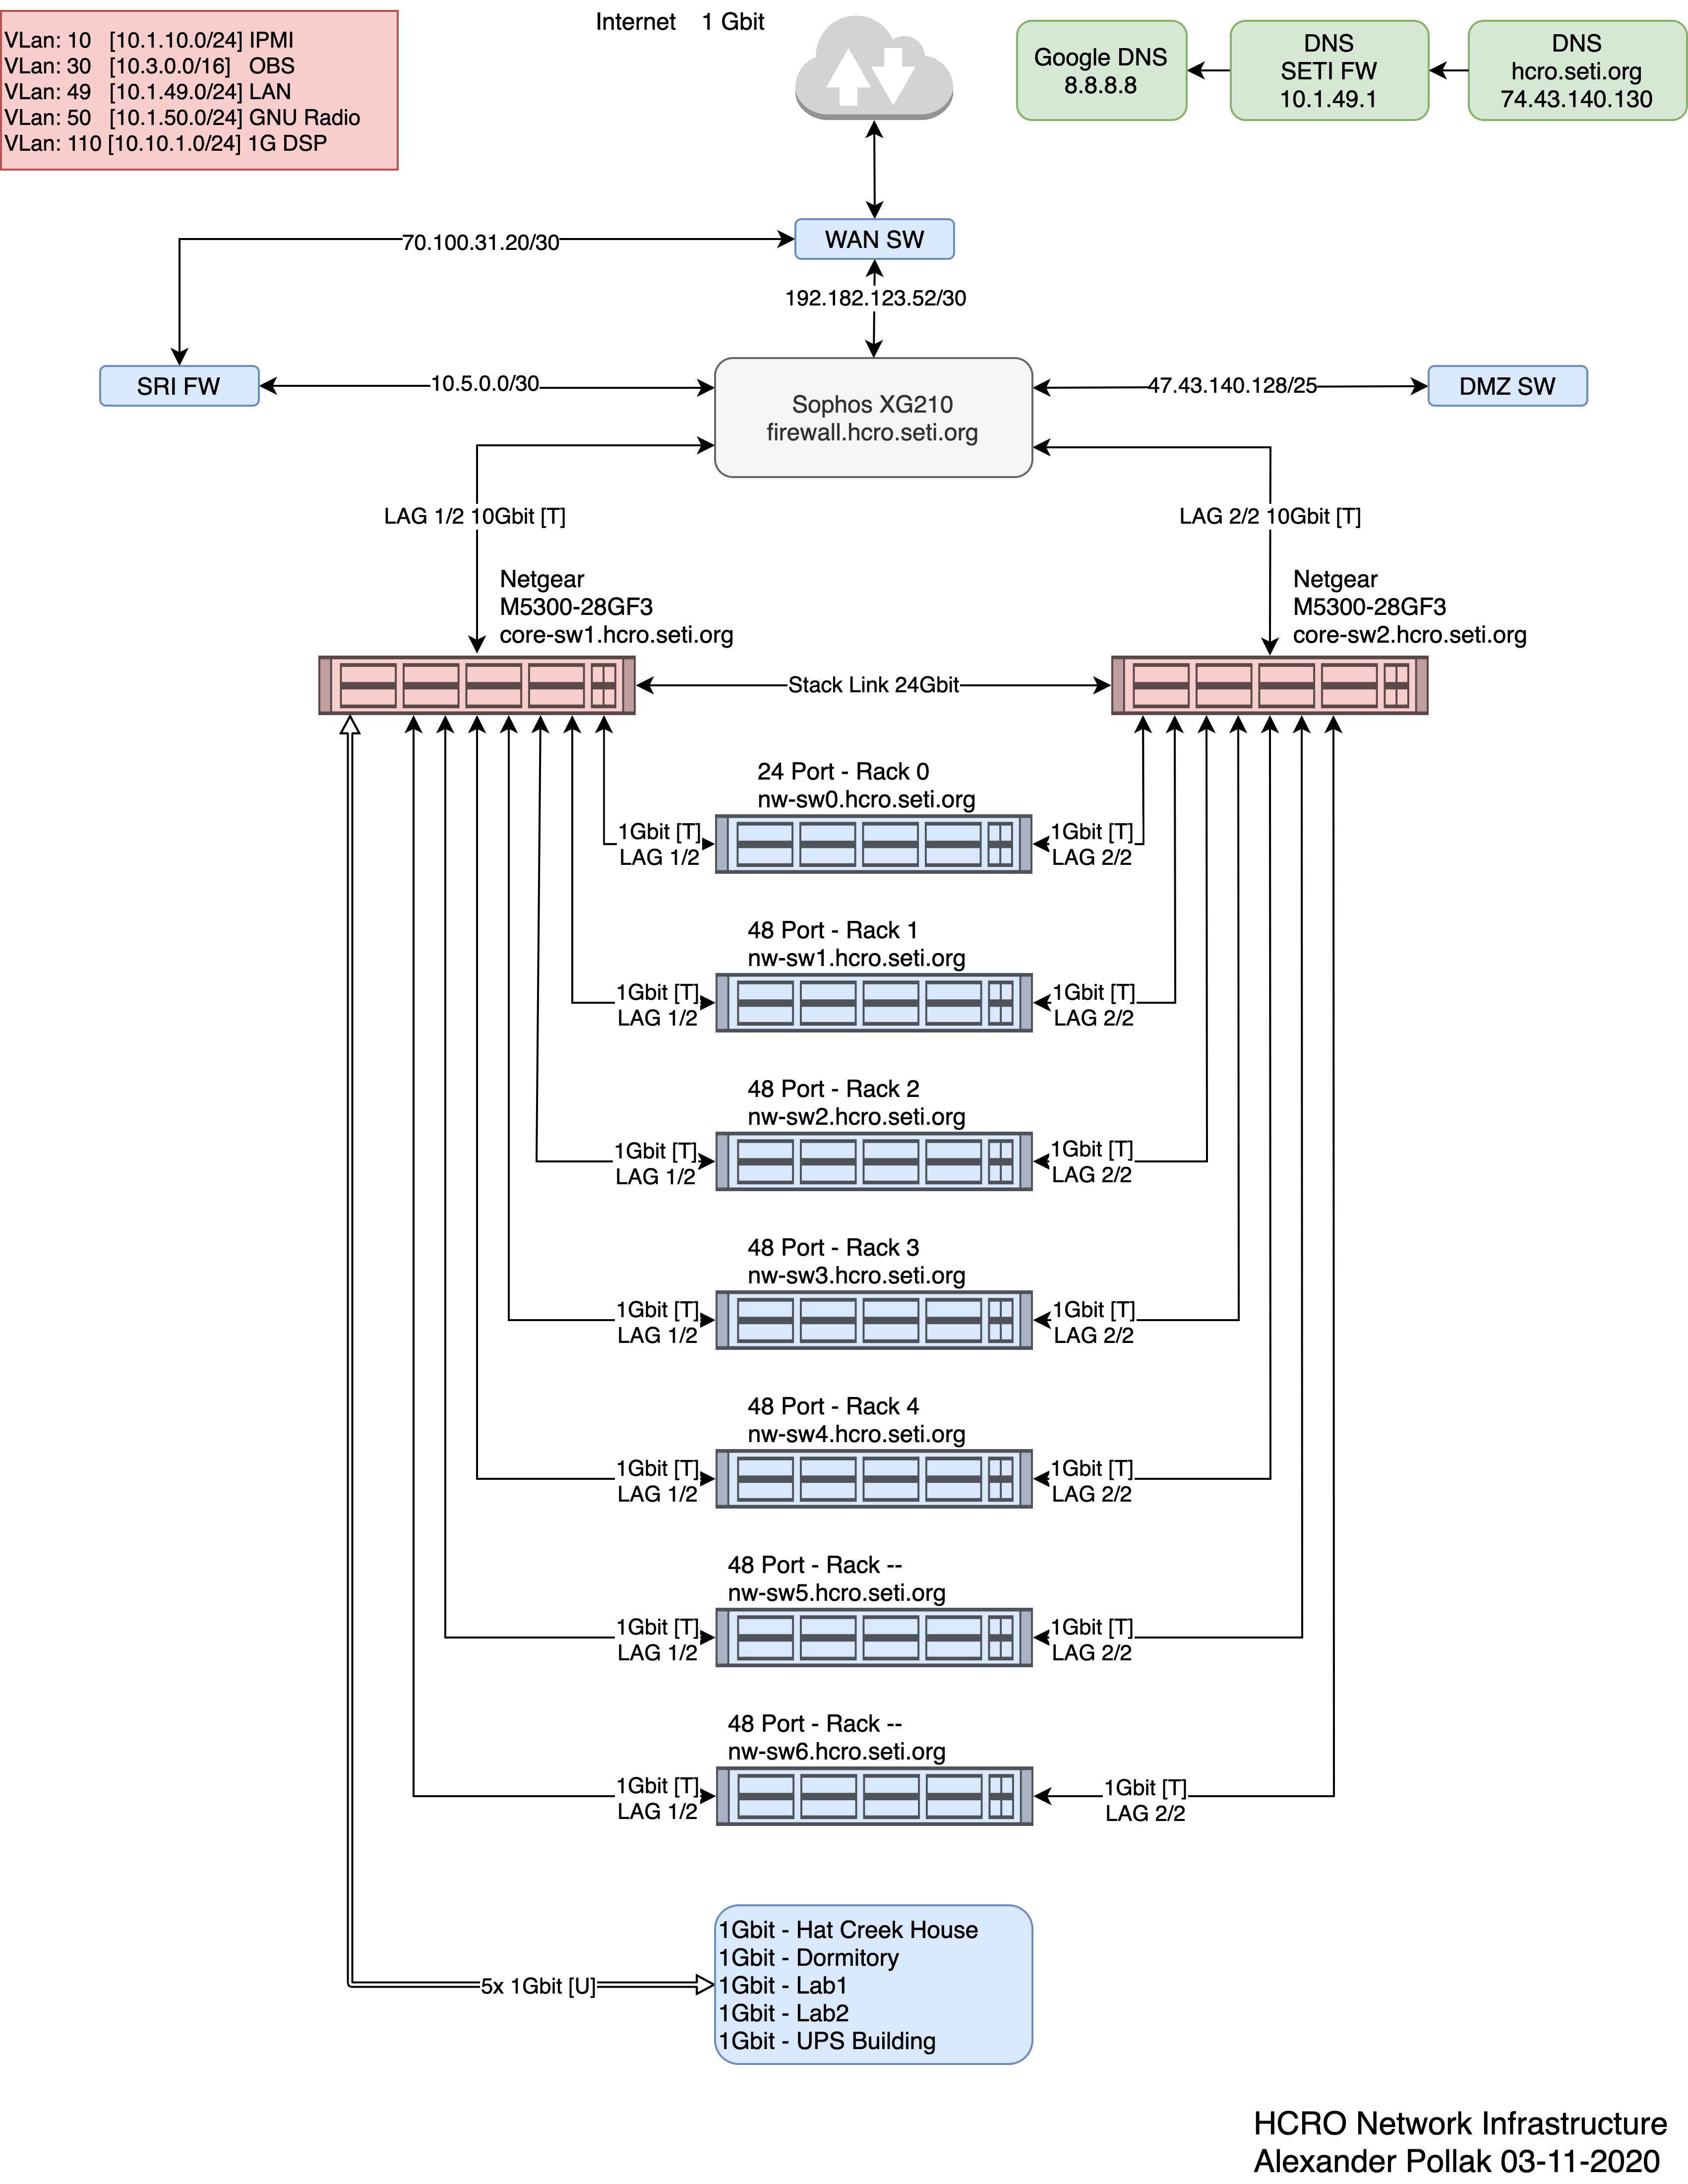 Internet    1 Gbit
VLan: 10   [10.1.10.0/24] IPMI
VLan: 30   [10.3.0.0/16]   OBS
VLan: 49   [10.1.49.0/24] LAN
VLan: 50   [10.1.50.0/24] GNU Radio
VLan: 110 [10.10.1.0/24] 1G DSP
Google DNS
8.8.8.8
DNS
SETI FW
10.1.49.1
DNS
hcro.seti.org
74.43.140.130
70.100.31.20/30
WAN SW
192.182.123.52/30
SRI FW
10.5.0.0/30
Sophos XG210
firewall.hcro.seti.org
47.43.140.128/25
DMZ SW
LAG 1/2 10Gbit [T]
LAG 2/2 10Gbit [T]
Netgear
M5300-28GF3
core-sw1.hcro.seti.org
Netgear
M5300-28GF3
core-sw2.hcro.seti.org
Stack Link 24Gbit
24 Port - Rack 0
nw-sw0.hcro.seti.org
1Gbit [T]
LAG 1/2
1Gbit [T]
LAG 2/2
48 Port - Rack 1
nw-sw1.hcro.seti.org
1Gbit [T]
LAG 1/2
1Gbit [T]
LAG 2/2
48 Port - Rack 2
nw-sw2.hcro.seti.org
1Gbit [T]
LAG 1/2
1Gbit [T]
LAG 2/2
48 Port - Rack 3
nw-sw3.hcro.seti.org
1Gbit [T]
LAG 1/2
1Gbit [T]
LAG 2/2
48 Port - Rack 4
nw-sw4.hcro.seti.org
1Gbit [T]
LAG 1/2
1Gbit [T]
LAG 2/2
48 Port - Rack --
nw-sw5.hcro.seti.org
1Gbit [T]
LAG 1/2
1Gbit [T]
LAG 2/2
48 Port - Rack --
nw-sw6.hcro.seti.org
1Gbit [T]
LAG 1/2
1Gbit [T]
LAG 2/2
5x 1Gbit [U]
1Gbit - Hat Creek House
1Gbit - Dormitory
1Gbit - Lab1
1Gbit - Lab2
1Gbit - UPS Building
HCRO Network Infrastructure
Alexander Pollak 03-11-2020